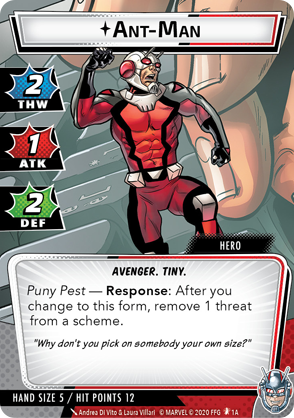 ANT-MAN
2
THW
1
ATK
2
DEF
HERO
AVENGER. TINY.
Puny Pest — Response: After you
change to this form, remove 1 threat
from a scheme.
"Why don't you pick on somebody your own size?"
HAND SIZE 5 / HIT POINTS 12
Andrea Di Vito & Laura Villari © MARVEL © 2020 FFG 1A